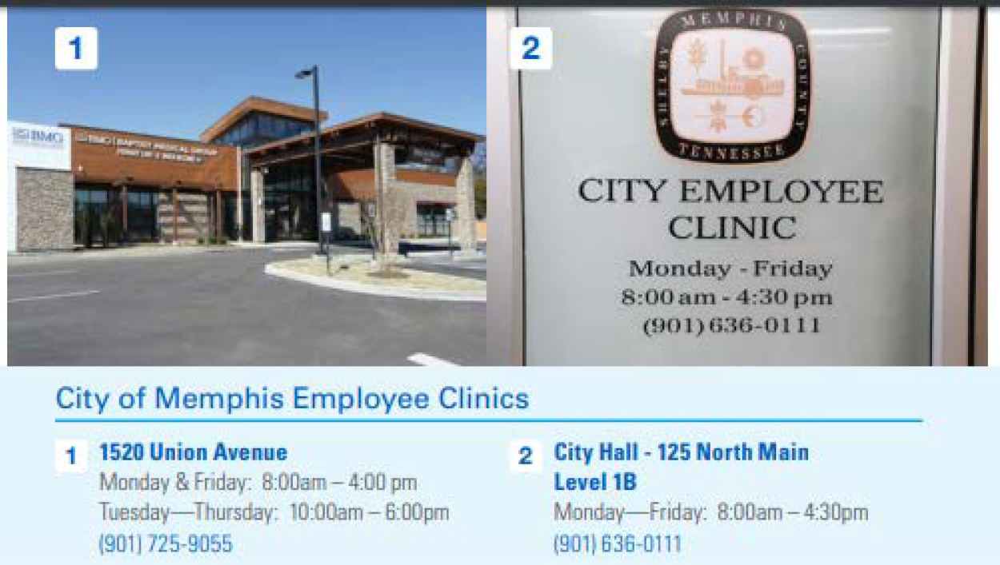 1
BMG
BMG | BAPTIST MEDICAL GROUP
2
MEMPHIS
SHELBY COUNTY
TENNESSEE
CITY EMPLOYEE
CLINIC
Monday - Friday
8:00 am - 4:30 pm
(901) 636-0111
City of Memphis Employee Clinics
1 1520 Union Avenue
Monday & Friday: 8:00am – 4:00 pm
Tuesday—Thursday: 10:00am – 6:00pm
(901) 725-9055
2 City Hall - 125 North Main
Level 1B
Monday—Friday: 8:00am – 4:30pm
(901) 636-0111